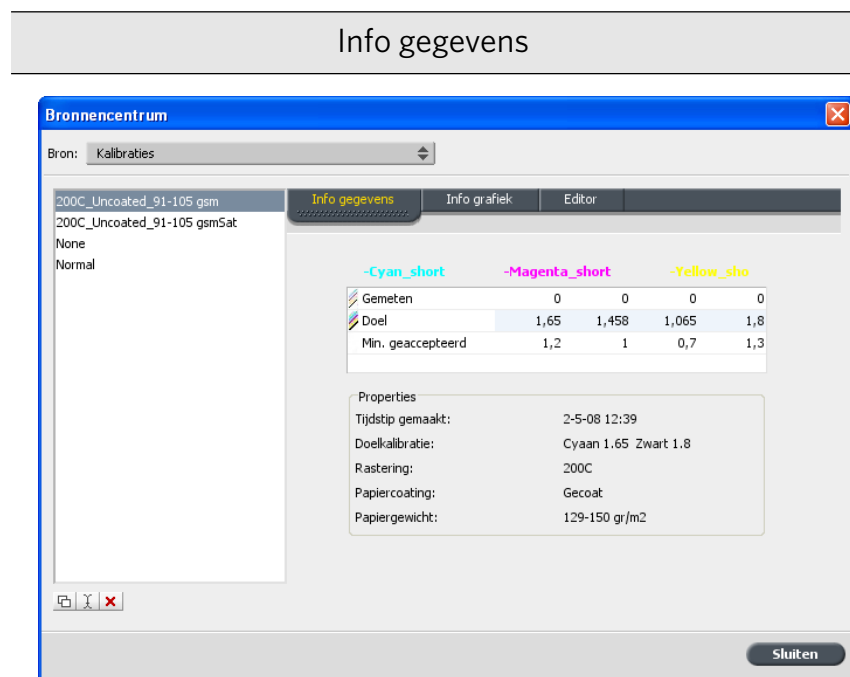 Info gegevens
Bronnencentrum
Bron: Kalibraties
200C_Uncoated_91-105 gsm
200C_Uncoated_91-105 gsmSat
None
Normal
Info gegevens Info grafiek Editor
-Cyan_short -Magenta_short -Yellow_sho
Gemeten 0 0 0 0
Doel 1,65 1,458 1,065 1,8
Min. geaccepteerd 1,2 1 0,7 1,3
Properties
Tijdstip gemaakt: 2-5-08 12:39
Doelkalibratie: Cyaan 1.65 Zwart 1.8
Rastering: 200C
Papiercoating: Gecoat
Papiergewicht: 129-150 gr/m2
Sluiten